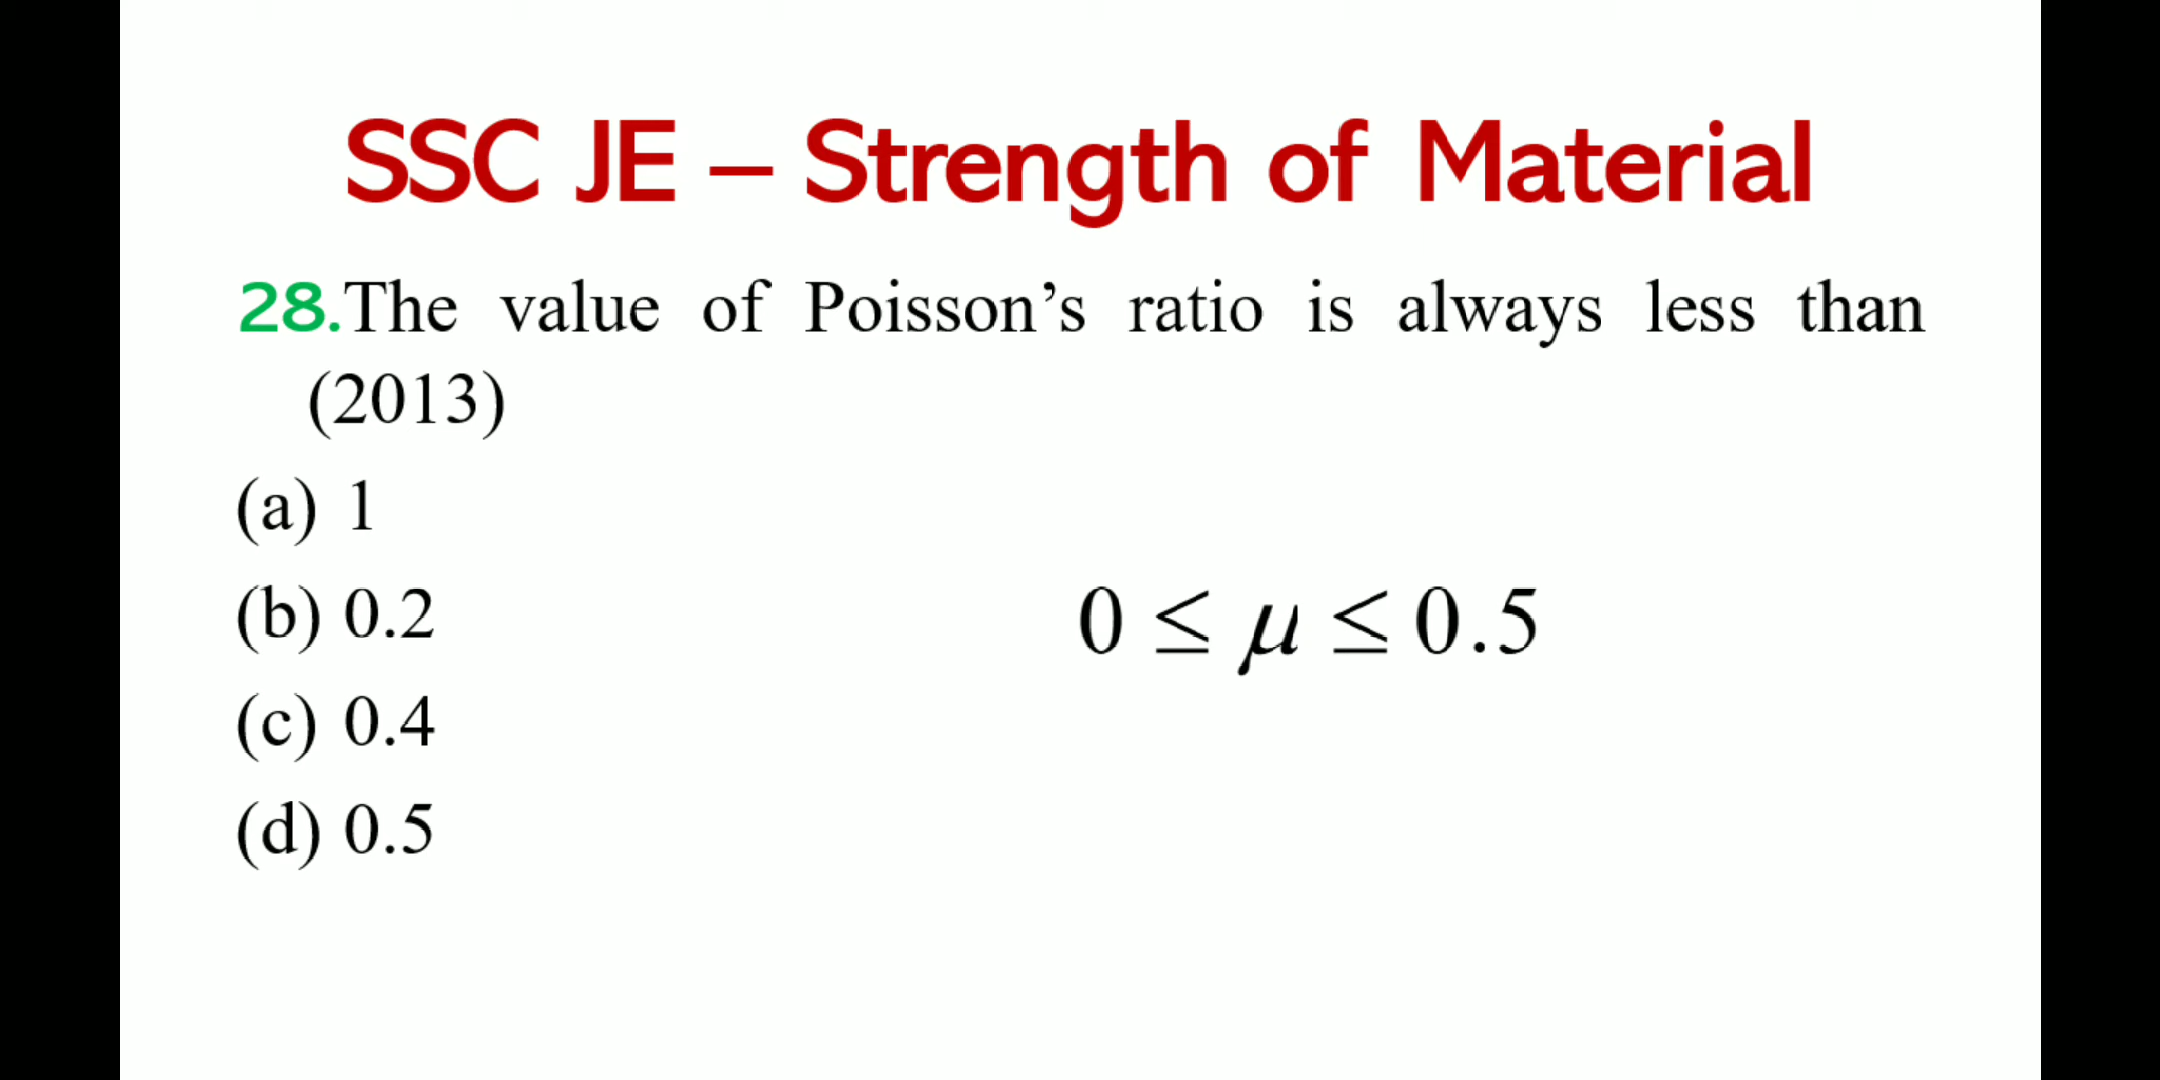 SSC JE – Strength of Material
28.The value of Poisson’s ratio is always less than
(2013)
(a) 1
(b) 0.2
0 ≤ μ ≤ 0.5
(c) 0.4
(d) 0.5